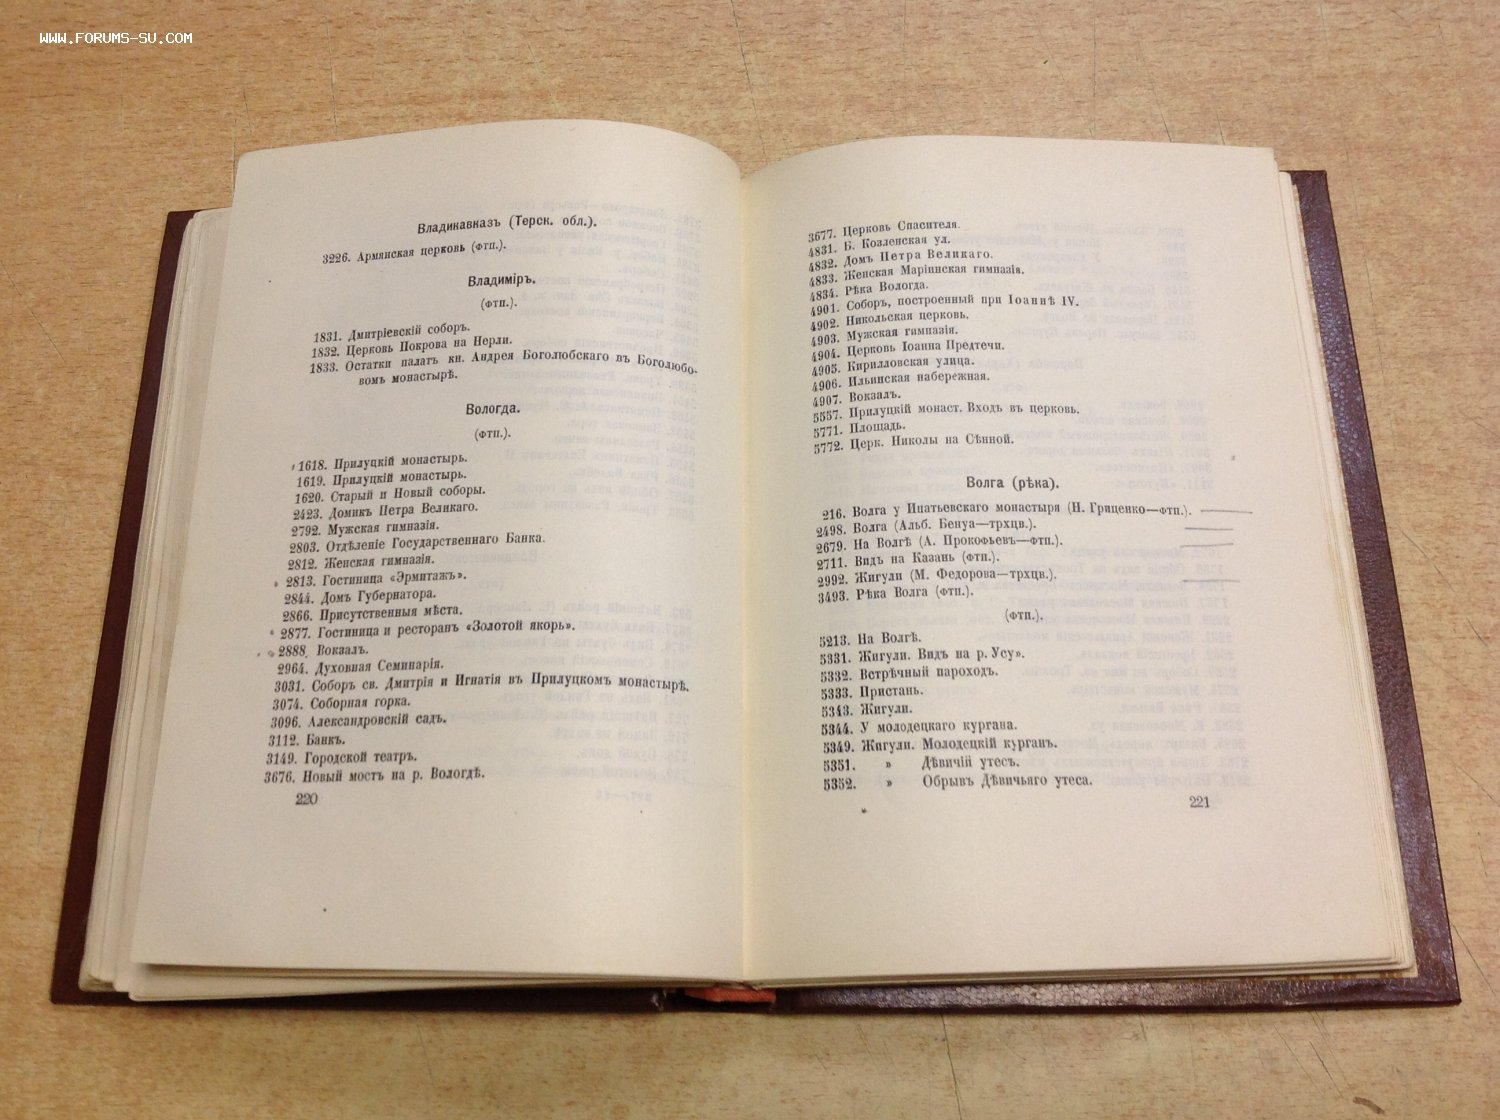 WWW.FORUMS-SU.COM
Владикавказъ (Терск. обл.).
3226. Армянская церковь (фтп.).
Владиміръ.
(фтп.).
1831. Дмитріевскій соборъ.
1832. Церковь Покрова на Нерли.
1833. Остатки палатъ кн. Андрея Боголюбскаго въ Боголюбо-
вомъ монастырѣ.
Вологда.
(фтп.).
1618. Прилуцкій монастырь.
1619. Прилуцкій монастырь.
1620. Старый и Новый соборы.
2423. Домикъ Петра Великаго.
2792. Мужская гимназія.
2803. Отдѣленіе Государственнаго Банка.
2812. Женская гимназія.
2813. Гостиница «Эрмитажъ».
2844. Домъ Губернатора.
2866. Присутственныя мѣста.
2877. Гостиница и ресторанъ «Золотой якорь».
2888. Вокзалъ.
2964. Духовная Семинарія.
3031. Соборъ св. Дмитрія и Игнатія въ Прилуцкомъ монастырѣ.
3074. Соборная горка.
3096. Александровскій садъ.
3112. Банкъ.
3149. Городской театръ.
3676. Новый мостъ на р. Вологдѣ.
220
3677. Церковь Спасителя.
4831. Б. Козленская ул.
4832. Домъ Петра Великаго.
4833. Женская Маріинская гимназія.
4834. Рѣка Вологда.
4901. Соборъ, построенный при Іоаннѣ IV.
4902. Никольская церковь.
4903. Мужская гимназія.
4904. Церковь Іоанна Предтечи.
4905. Кирилловская улица.
4906. Ильинская набережная.
4907. Вокзалъ.
5557. Прилуцкій монаст. Входъ въ церковь.
5771. Площадь.
5772. Церк. Николы на Сѣнной.
Волга (рѣка).
216. Волга у Ипатьевскаго монастыря (Н. Гриценко—фтп.).
2498. Волга (Альб. Бенуа—трхцв.).
2679. На Волгѣ (А. Прокофьевъ—фтп.).
2711. Видъ на Казань (фтп.).
2992. Жигули (М. Федорова—трхцв.).
3493. Рѣка Волга (фтп.).
(фтп.).
5213. На Волгѣ.
5331. Жигули. Видъ на р. Усу».
5332. Встрѣчный пароходъ.
5333. Пристань.
5343. Жигули.
5344. У молодецкаго кургана.
5349. Жигули. Молодецкій курганъ.
5351. » Дѣвичій утесъ.
5352. » Обрывъ Дѣвичьяго утеса.
221